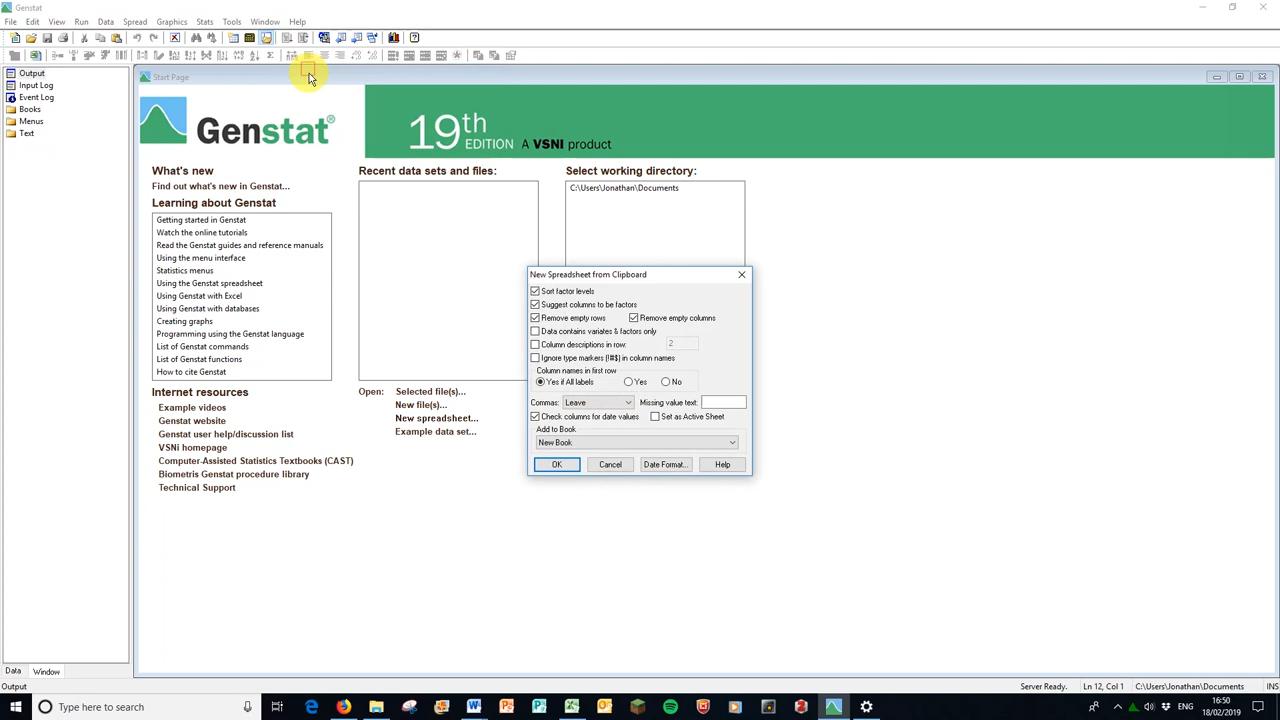 Genstat
File Edit View Run Data Spread Graphics Stats Tools Window Help
Output
Input Log
Event Log
Books
Menus
Text
Start Page
Genstat®
19th EDITION A VSNI product
What's new
Find out what's new in Genstat...
Learning about Genstat
Getting started in Genstat
Watch the online tutorials
Read the Genstat guides and reference manuals
Using the menu interface
Statistics menus
Using the Genstat spreadsheet
Using Genstat with Excel
Using Genstat with databases
Creating graphs
Programming using the Genstat language
List of Genstat commands
List of Genstat functions
How to cite Genstat
Internet resources
Example videos
Genstat website
Genstat user help/discussion list
VSNi homepage
Computer-Assisted Statistics Textbooks (CAST)
Biometris Genstat procedure library
Technical Support
Recent data sets and files:
Open: Selected file(s)...
New file(s)...
New spreadsheet...
Example data set...
Select working directory:
C:\Users\Jonathan\Documents
New Spreadsheet from Clipboard
Sort factor levels
Suggest columns to be factors
Remove empty rows Remove empty columns
Data contains variates & factors only
Column descriptions in row: 2
Ignore type markers (!#$) in column names
Column names in first row
Yes if All labels Yes No
Commas: Leave Missing value text:
Check columns for date values Set as Active Sheet
Add to Book
New Book
OK Cancel Date Format... Help
Data Window
Output Server Ready. Ln 12, Col 1 C:\Users\Jonathan\Documents INS
Type here to search
ENG
16:50
18/02/2019